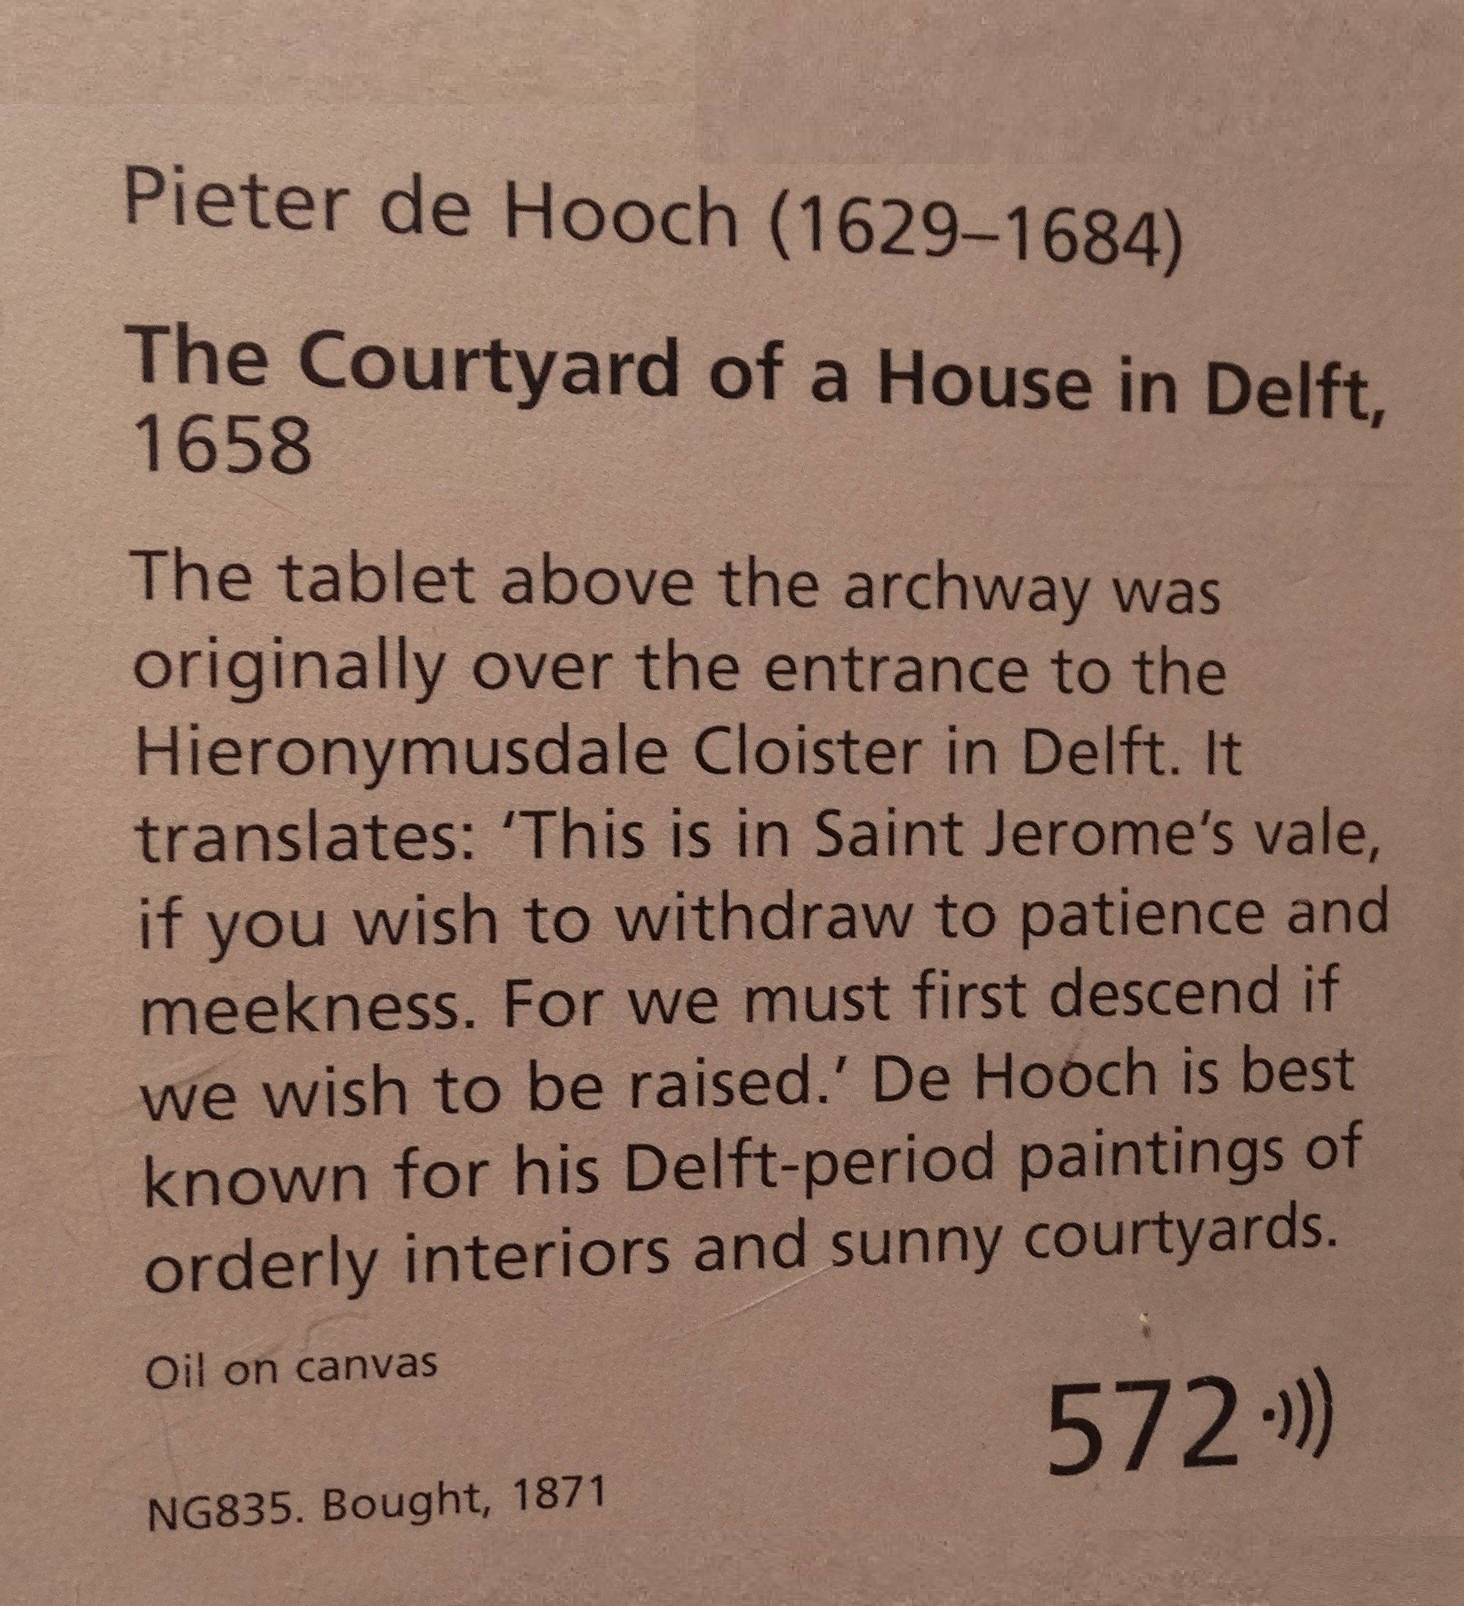 Pieter de Hooch (1629–1684)
The Courtyard of a House in Delft,
1658
The tablet above the archway was
originally over the entrance to the
Hieronymusdale Cloister in Delft. It
translates: ‘This is in Saint Jerome’s vale,
if you wish to withdraw to patience and
meekness. For we must first descend if
we wish to be raised.’ De Hooch is best
known for his Delft-period paintings of
orderly interiors and sunny courtyards.
Oil on canvas
572
NG835. Bought, 1871